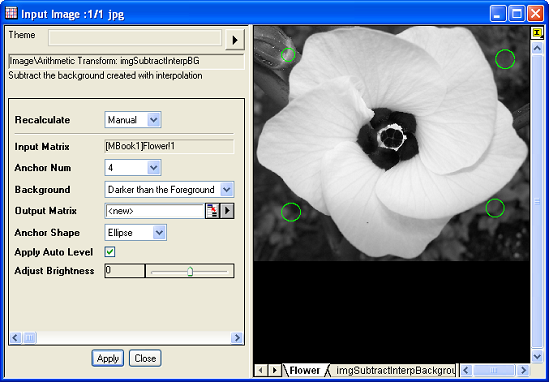 Input Image :1/1 jpg
Theme
Image\Arithmetic Transform: imgSubtractInterpBG
Subtract the background created with interpolation
Recalculate Manual
Input Matrix [MBook1]Flower!1
Anchor Num 4
Background Darker than the Foreground
Output Matrix <new>
Anchor Shape Ellipse
Apply Auto Level
Adjust Brightness 0
Apply Close
Flower imgSubtractInterpBackgrou